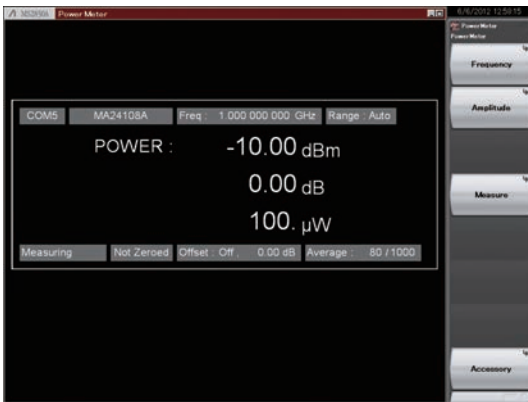 MS2690A Power Meter
6/6/2012 12:59:15
Power Meter
Power Meter
Frequency
Amplitude
COM5 MA24108A Freq : 1.000 000 000 GHz Range : Auto
POWER : -10.00 dBm
0.00 dB
100. µW
Measure
Measuring Not Zeroed Offset : Off , 0.00 dB Average : 80 / 1000
Accessory